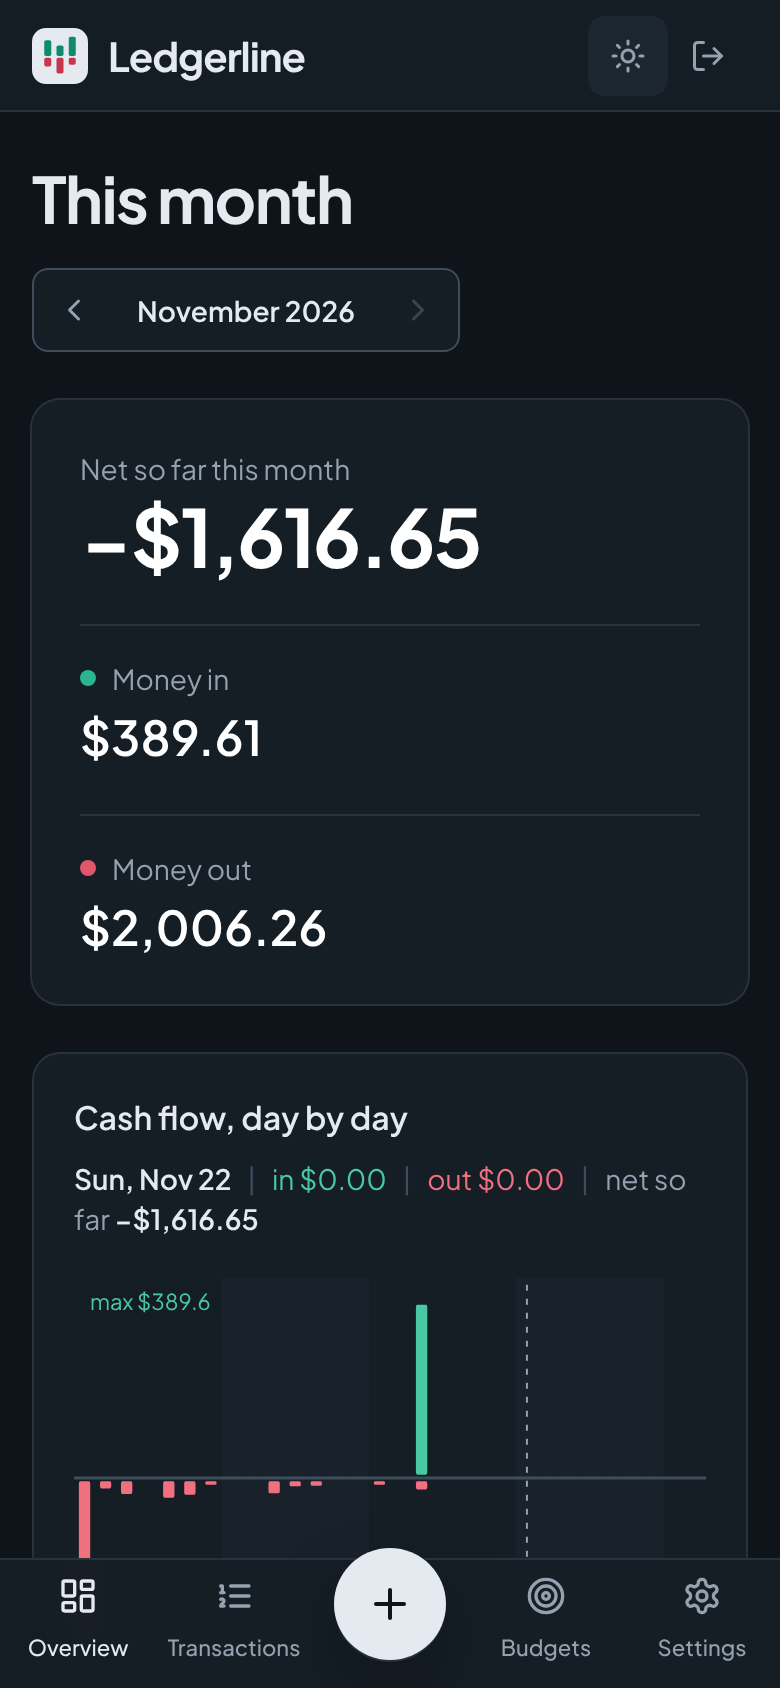 Ledgerline
This month
November 2026
Net so far this month
−$1,616.65
Money in
$389.61
Money out
$2,006.26
Cash flow, day by day
Sun, Nov 22 | in $0.00 | out $0.00 | net so
far −$1,616.65
max $389.6
Overview Transactions Budgets Settings